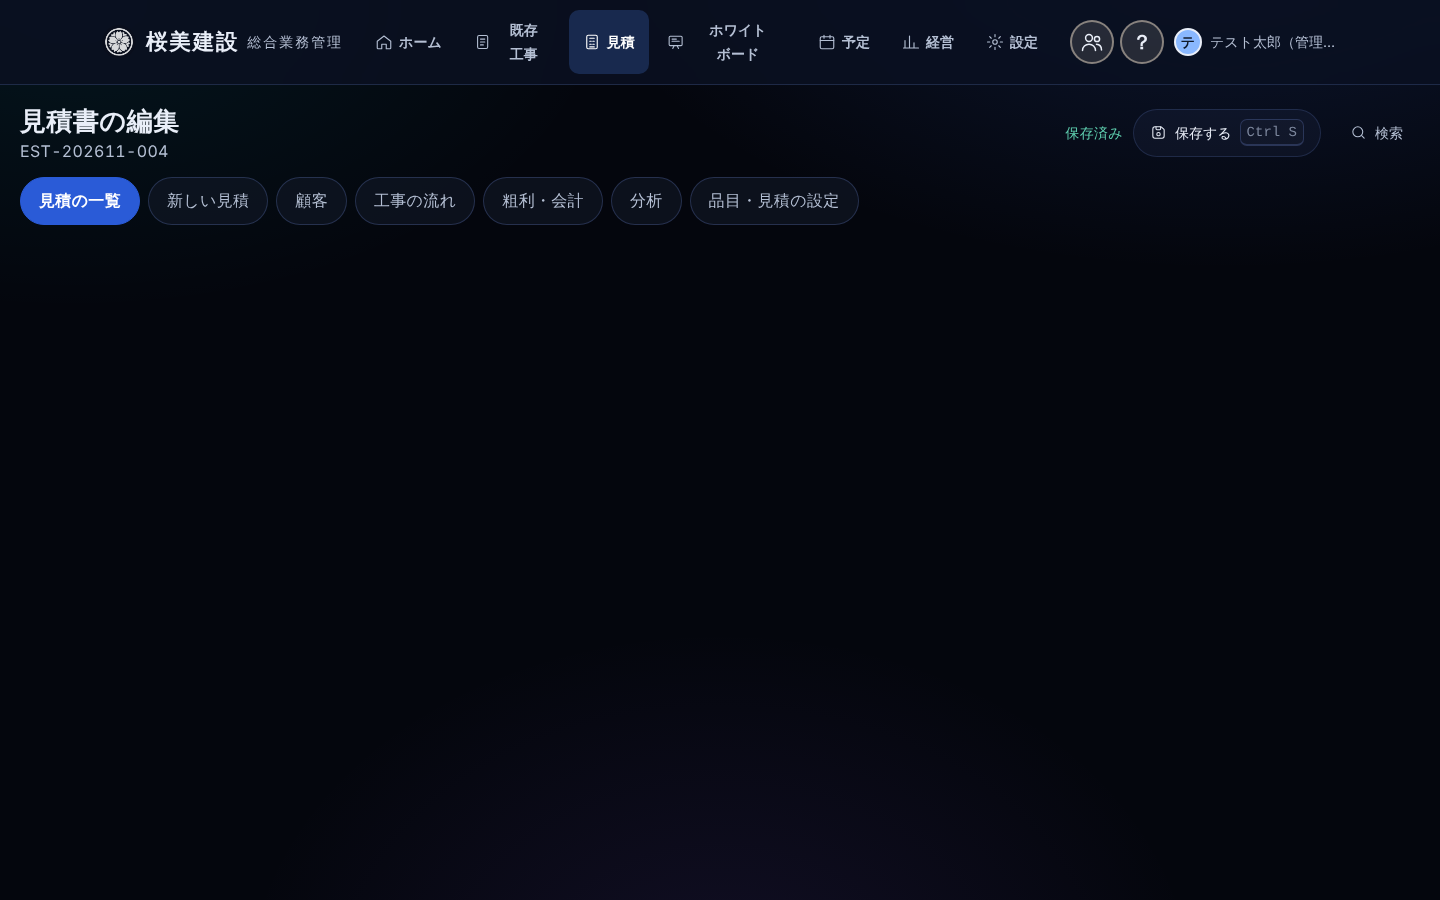 桜美建設 総合業務管理
ホーム
既存
工事
見積
ホワイト
ボード
予定
経営
設定
?
テ テスト太郎（管理...
見積書の編集
EST-202611-004
保存済み
保存する Ctrl S
検索
見積の一覧
新しい見積
顧客
工事の流れ
粗利・会計
分析
品目・見積の設定